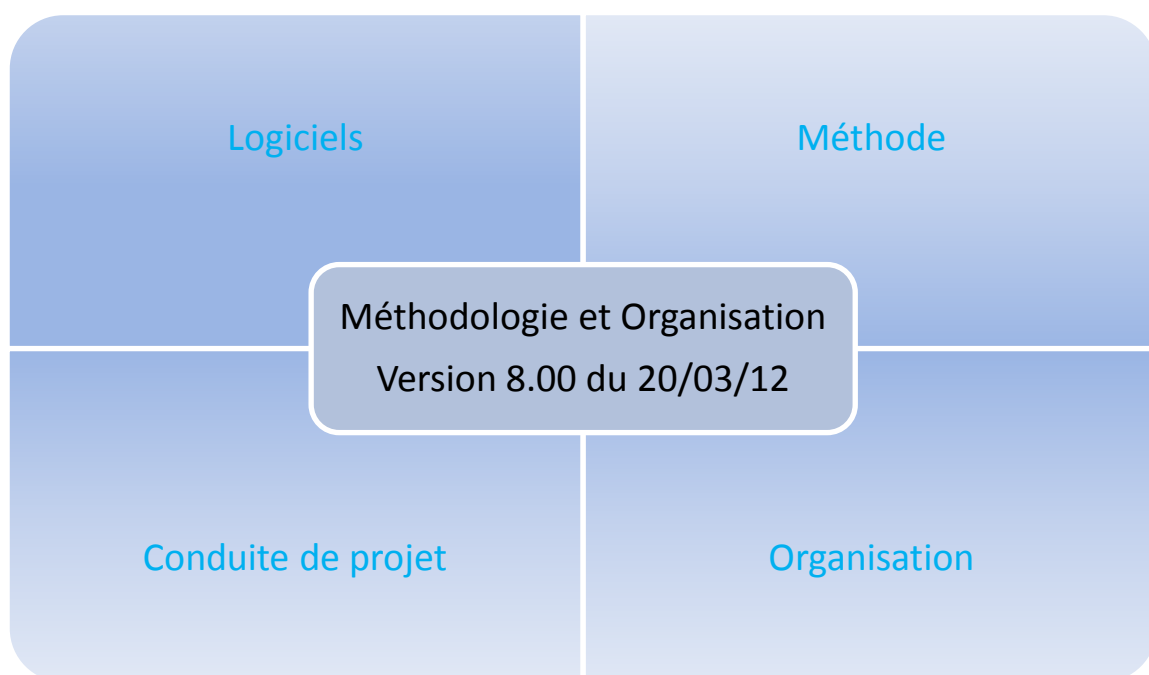 Logiciels
Méthode
Méthodologie et Organisation
Version 8.00 du 20/03/12
Conduite de projet
Organisation